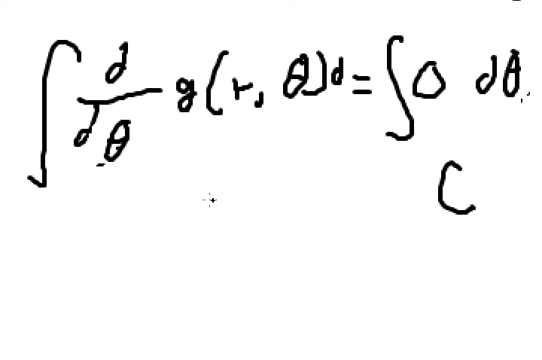 ∫ d/dθ g(r, θ)d = ∫ 0 dθ
C